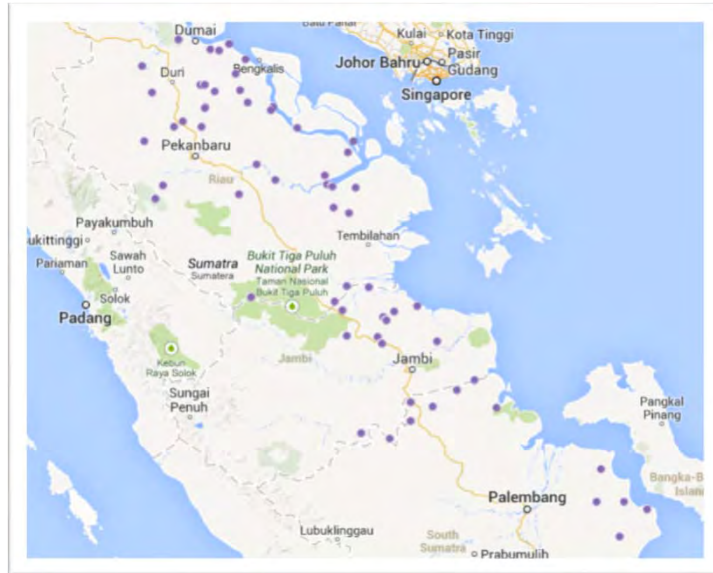 Dumai
Kulai
Kota Tinggi
Johor Bahru
Pasir
Gudang
Singapore
Bengkalis
Duri
Pekanbaru
Riau
Payakumbuh
ukittinggi
Pariaman
Sawah
Lunto
Solok
Padang
Sumatra
Sumatera
Bukit Tiga Puluh
National Park
Taman Nasional
Bukit Tiga Puluh
Tembilahan
Kebun
Raya Solok
Jambi
Jambi
Sungai
Penuh
Pangkal
Pinang
Bangka-B
Islan
Palembang
Lubuklinggau
South
Sumatra
Prabumulih